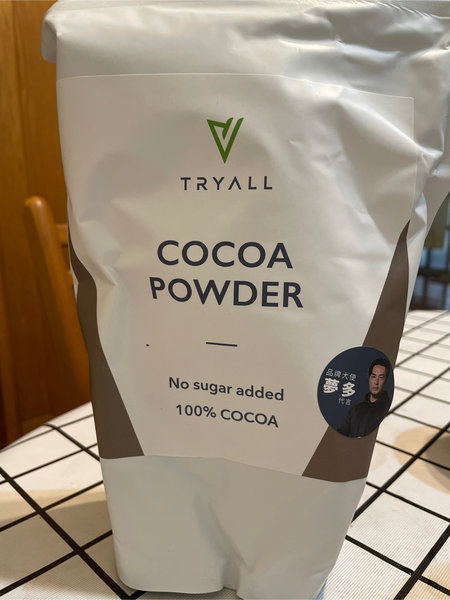 TRYALL
COCOA
POWDER
No sugar added
100% COCOA
品牌大使
夢多
代言